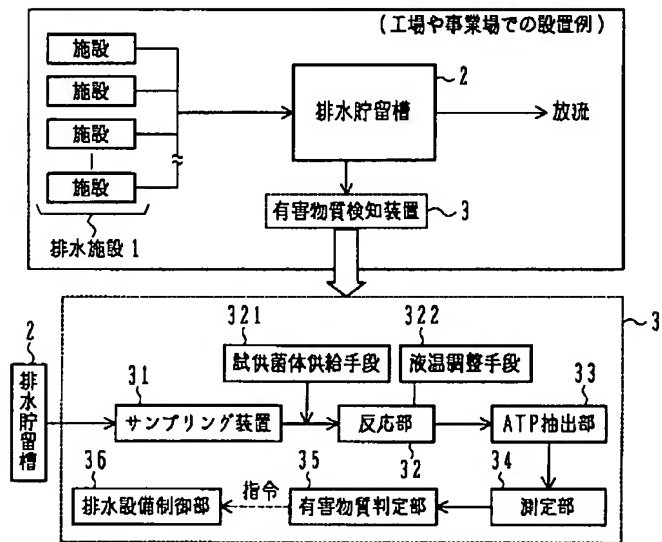 (工場や事業場での設置例)
施設
施設
施設
施設
排水施設1
排水貯留槽
2
放流
有害物質検知装置
3
3
2
排水貯留槽
31
サンプリング装置
321
試供菌体供給手段
322
液温調整手段
反応部
32
33
ATP抽出部
34
測定部
35
有害物質判定部
指令
36
排水設備制御部